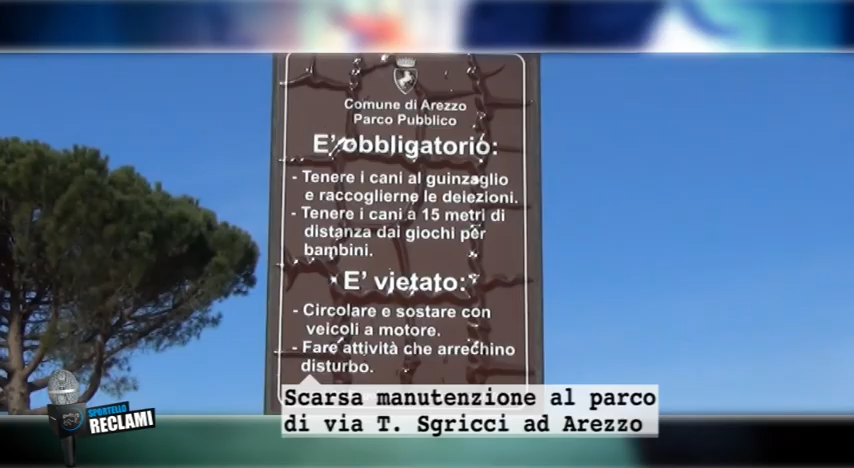 Comune di Arezzo
Parco Pubblico
E' obbligatorio:
- Tenere i cani al guinzaglio
e raccoglierne le deiezioni.
- Tenere i cani a 15 metri di
distanza dai giochi per
bambini.
E' vietato:
- Circolare e sostare con
veicoli a motore.
- Fare attività che arrechino
disturbo.
Scarsa manutenzione al parco
di via T. Sgricci ad Arezzo
SPORTELLO
RECLAMI